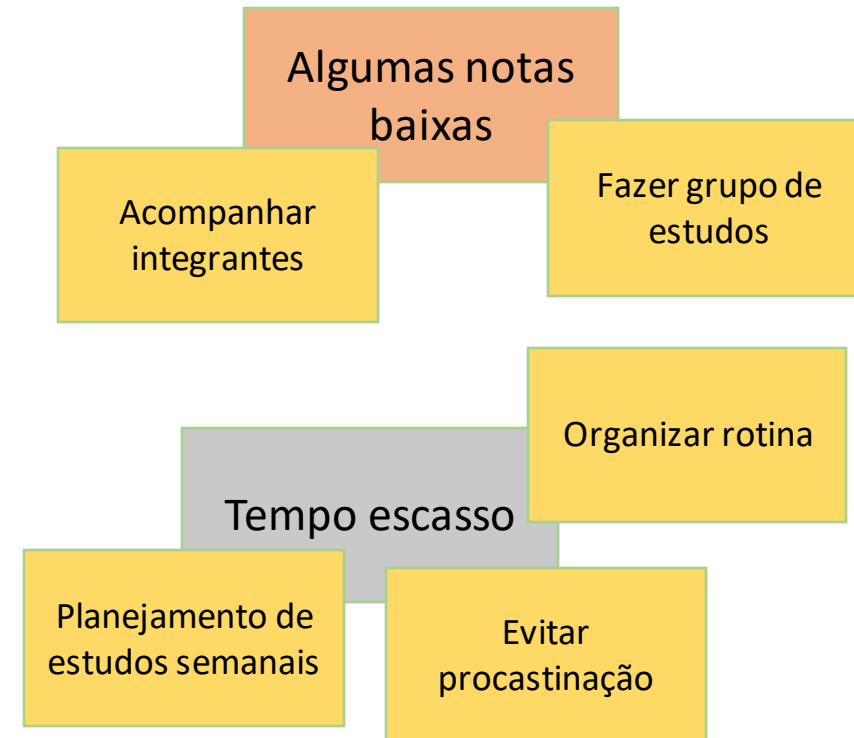 Algumas notas
baixas
Acompanhar
integrantes
Fazer grupo de
estudos
Organizar rotina
Tempo escasso
Planejamento de
estudos semanais
Evitar
procastinação